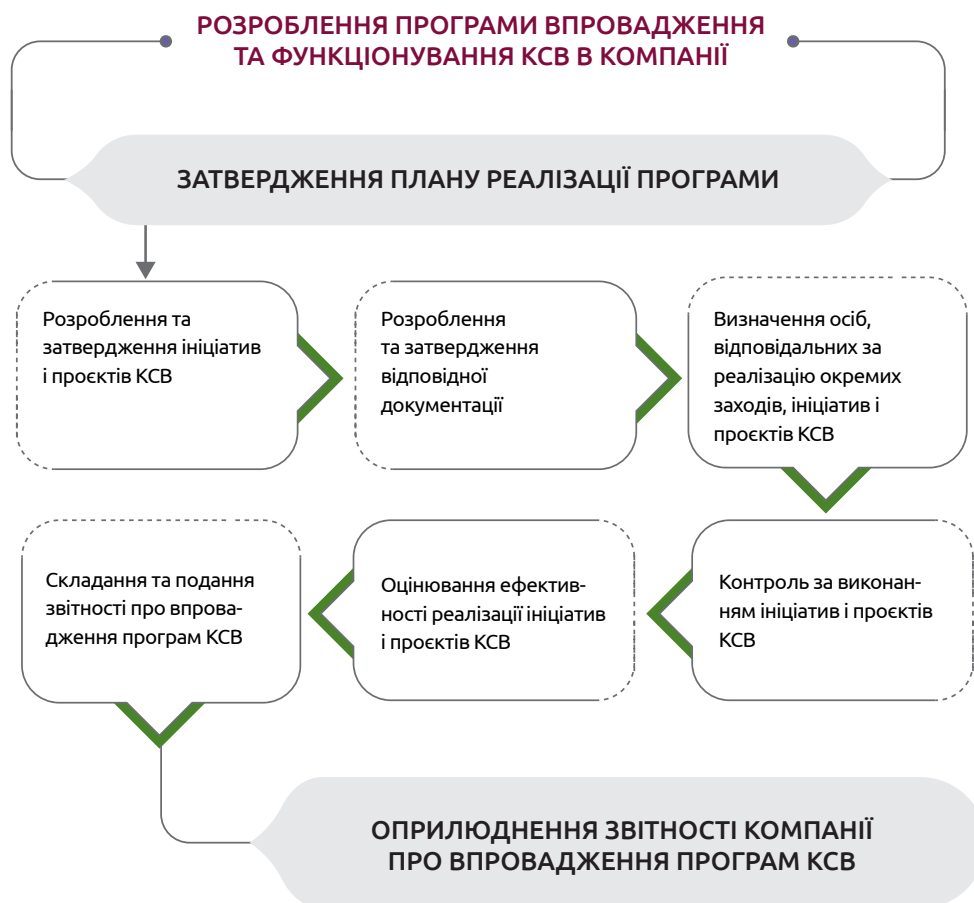 РОЗРОБЛЕННЯ ПРОГРАМИ ВПРОВАДЖЕННЯ
ТА ФУНКЦІОНУВАННЯ КСВ В КОМПАНІЇ
ЗАТВЕРДЖЕННЯ ПЛАНУ РЕАЛІЗАЦІЇ ПРОГРАМИ
Розроблення та
затвердження ініціатив
і проєктів КСВ
Розроблення
та затвердження
відповідної
документації
Визначення осіб,
відповідальних за
реалізацію окремих
заходів, ініціатив і
проєктів КСВ
Контроль за виконан-
ням ініціатив і проєктів
КСВ
Оцінювання ефектив-
ності реалізації ініціатив
і проєктів КСВ
Складання та подання
звітності про впрова-
дження програм КСВ
ОПРИЛЮДНЕННЯ ЗВІТНОСТІ КОМПАНІЇ
ПРО ВПРОВАДЖЕННЯ ПРОГРАМ КСВ